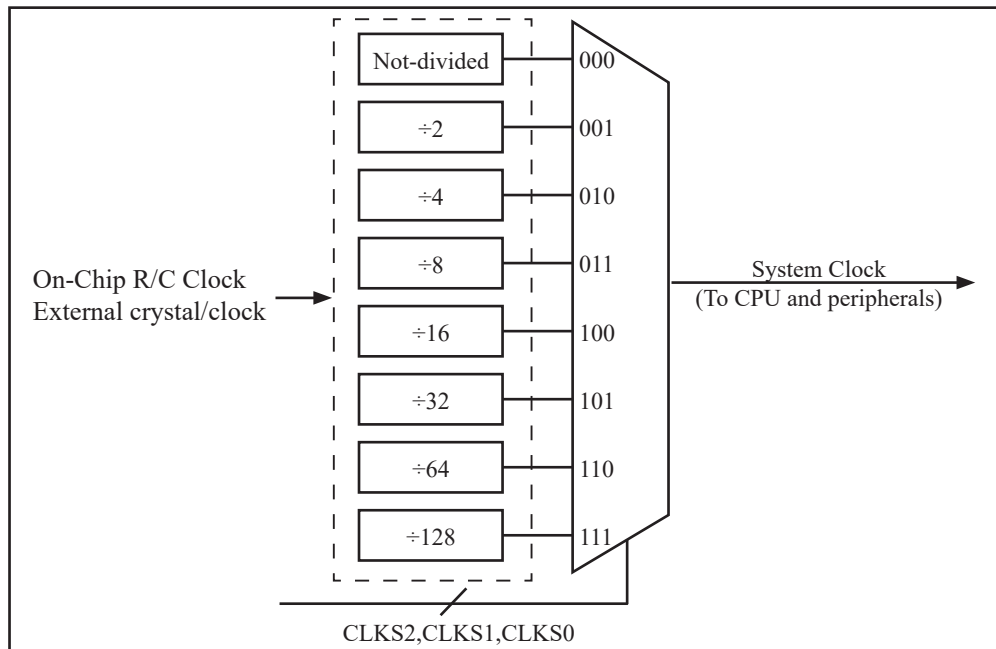 Not-divided
000
÷2
001
÷4
010
÷8
011
On-Chip R/C Clock
External crystal/clock
System Clock
(To CPU and peripherals)
÷16
100
÷32
101
÷64
110
÷128
111
CLKS2,CLKS1,CLKS0